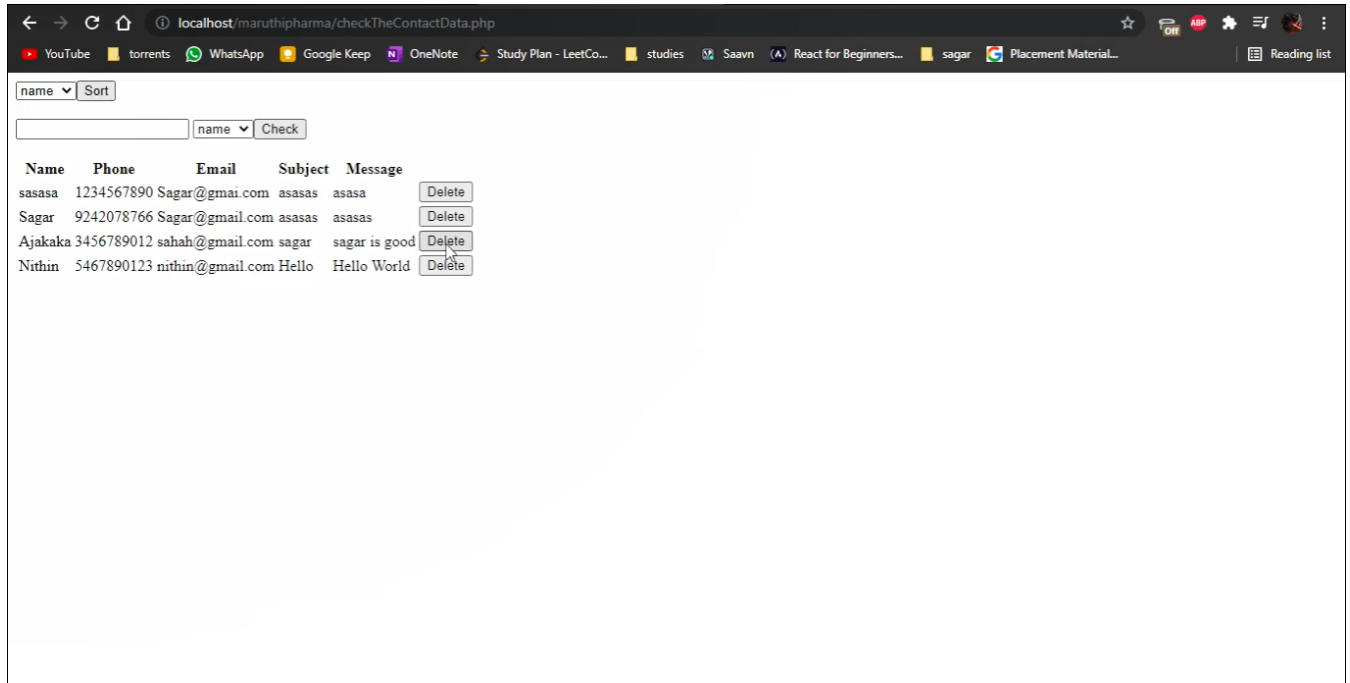 localhost/maruthipharma/checkTheContactData.php Off ABP
YouTube torrents WhatsApp Google Keep N OneNote Study Plan - LeetCo... studies Saavn (A) React for Beginners... sagar Placement Material... Reading list
name Sort
name Check
Name Phone Email Subject Message
sasasa 1234567890 Sagar@gmai.com asasas asasa Delete
Sagar 9242078766 Sagar@gmail.com asasas asasas Delete
Ajakaka 3456789012 sahah@gmail.com sagar sagar is good Delete
Nithin 5467890123 nithin@gmail.com Hello Hello World Delete